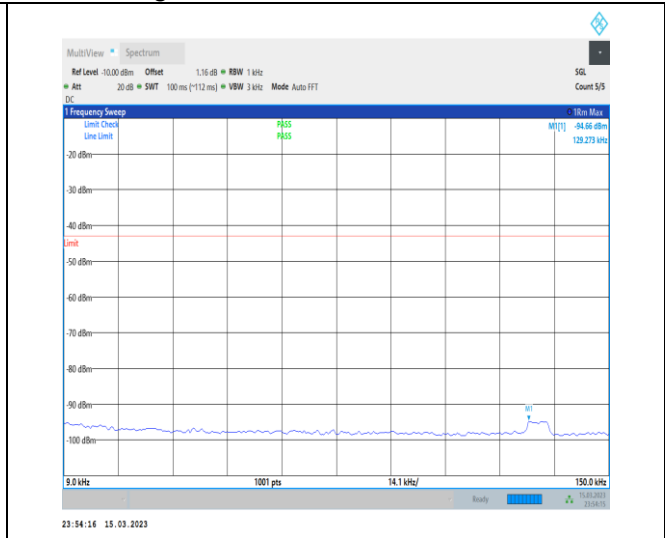 MultiView Spectrum
Ref Level -10.00 dBm Offset 1.16 dB RBW 1 kHz SGL
Att 20 dB SWT 100 ms (~112 ms) VBW 3 kHz Mode Auto FFT Count 5/5
DC
1 Frequency Sweep 1Rm Max
Limit Check PASS M1[1] -94.66 dBm
Line Limit PASS 129.273 kHz
-20 dBm
-30 dBm
-40 dBm
Limit
-50 dBm
-60 dBm
-70 dBm
-80 dBm
-90 dBm
M1
-100 dBm
9.0 kHz 1001 pts 14.1 kHz/ 150.0 kHz
Ready 15.03.2023
23:54:15
23:54:16 15.03.2023